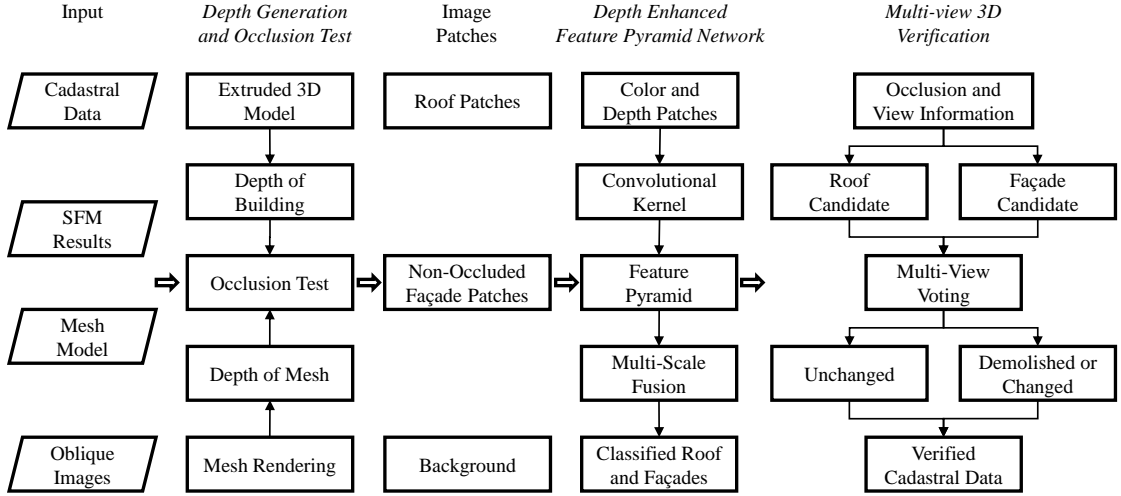 Input
Depth Generation
and Occlusion Test
Image
Patches
Depth Enhanced
Feature Pyramid Network
Multi-view 3D
Verification
Cadastral
Data
SFM
Results
Mesh
Model
Oblique
Images
Extruded 3D
Model
Depth of
Building
Occlusion Test
Depth of Mesh
Mesh Rendering
Roof Patches
Non-Occluded
Façade Patches
Background
Color and
Depth Patches
Convolutional
Kernel
Feature
Pyramid
Multi-Scale
Fusion
Classified Roof
and Façades
Occlusion and
View Information
Roof
Candidate
Façade
Candidate
Multi-View
Voting
Unchanged
Demolished or
Changed
Verified
Cadastral Data